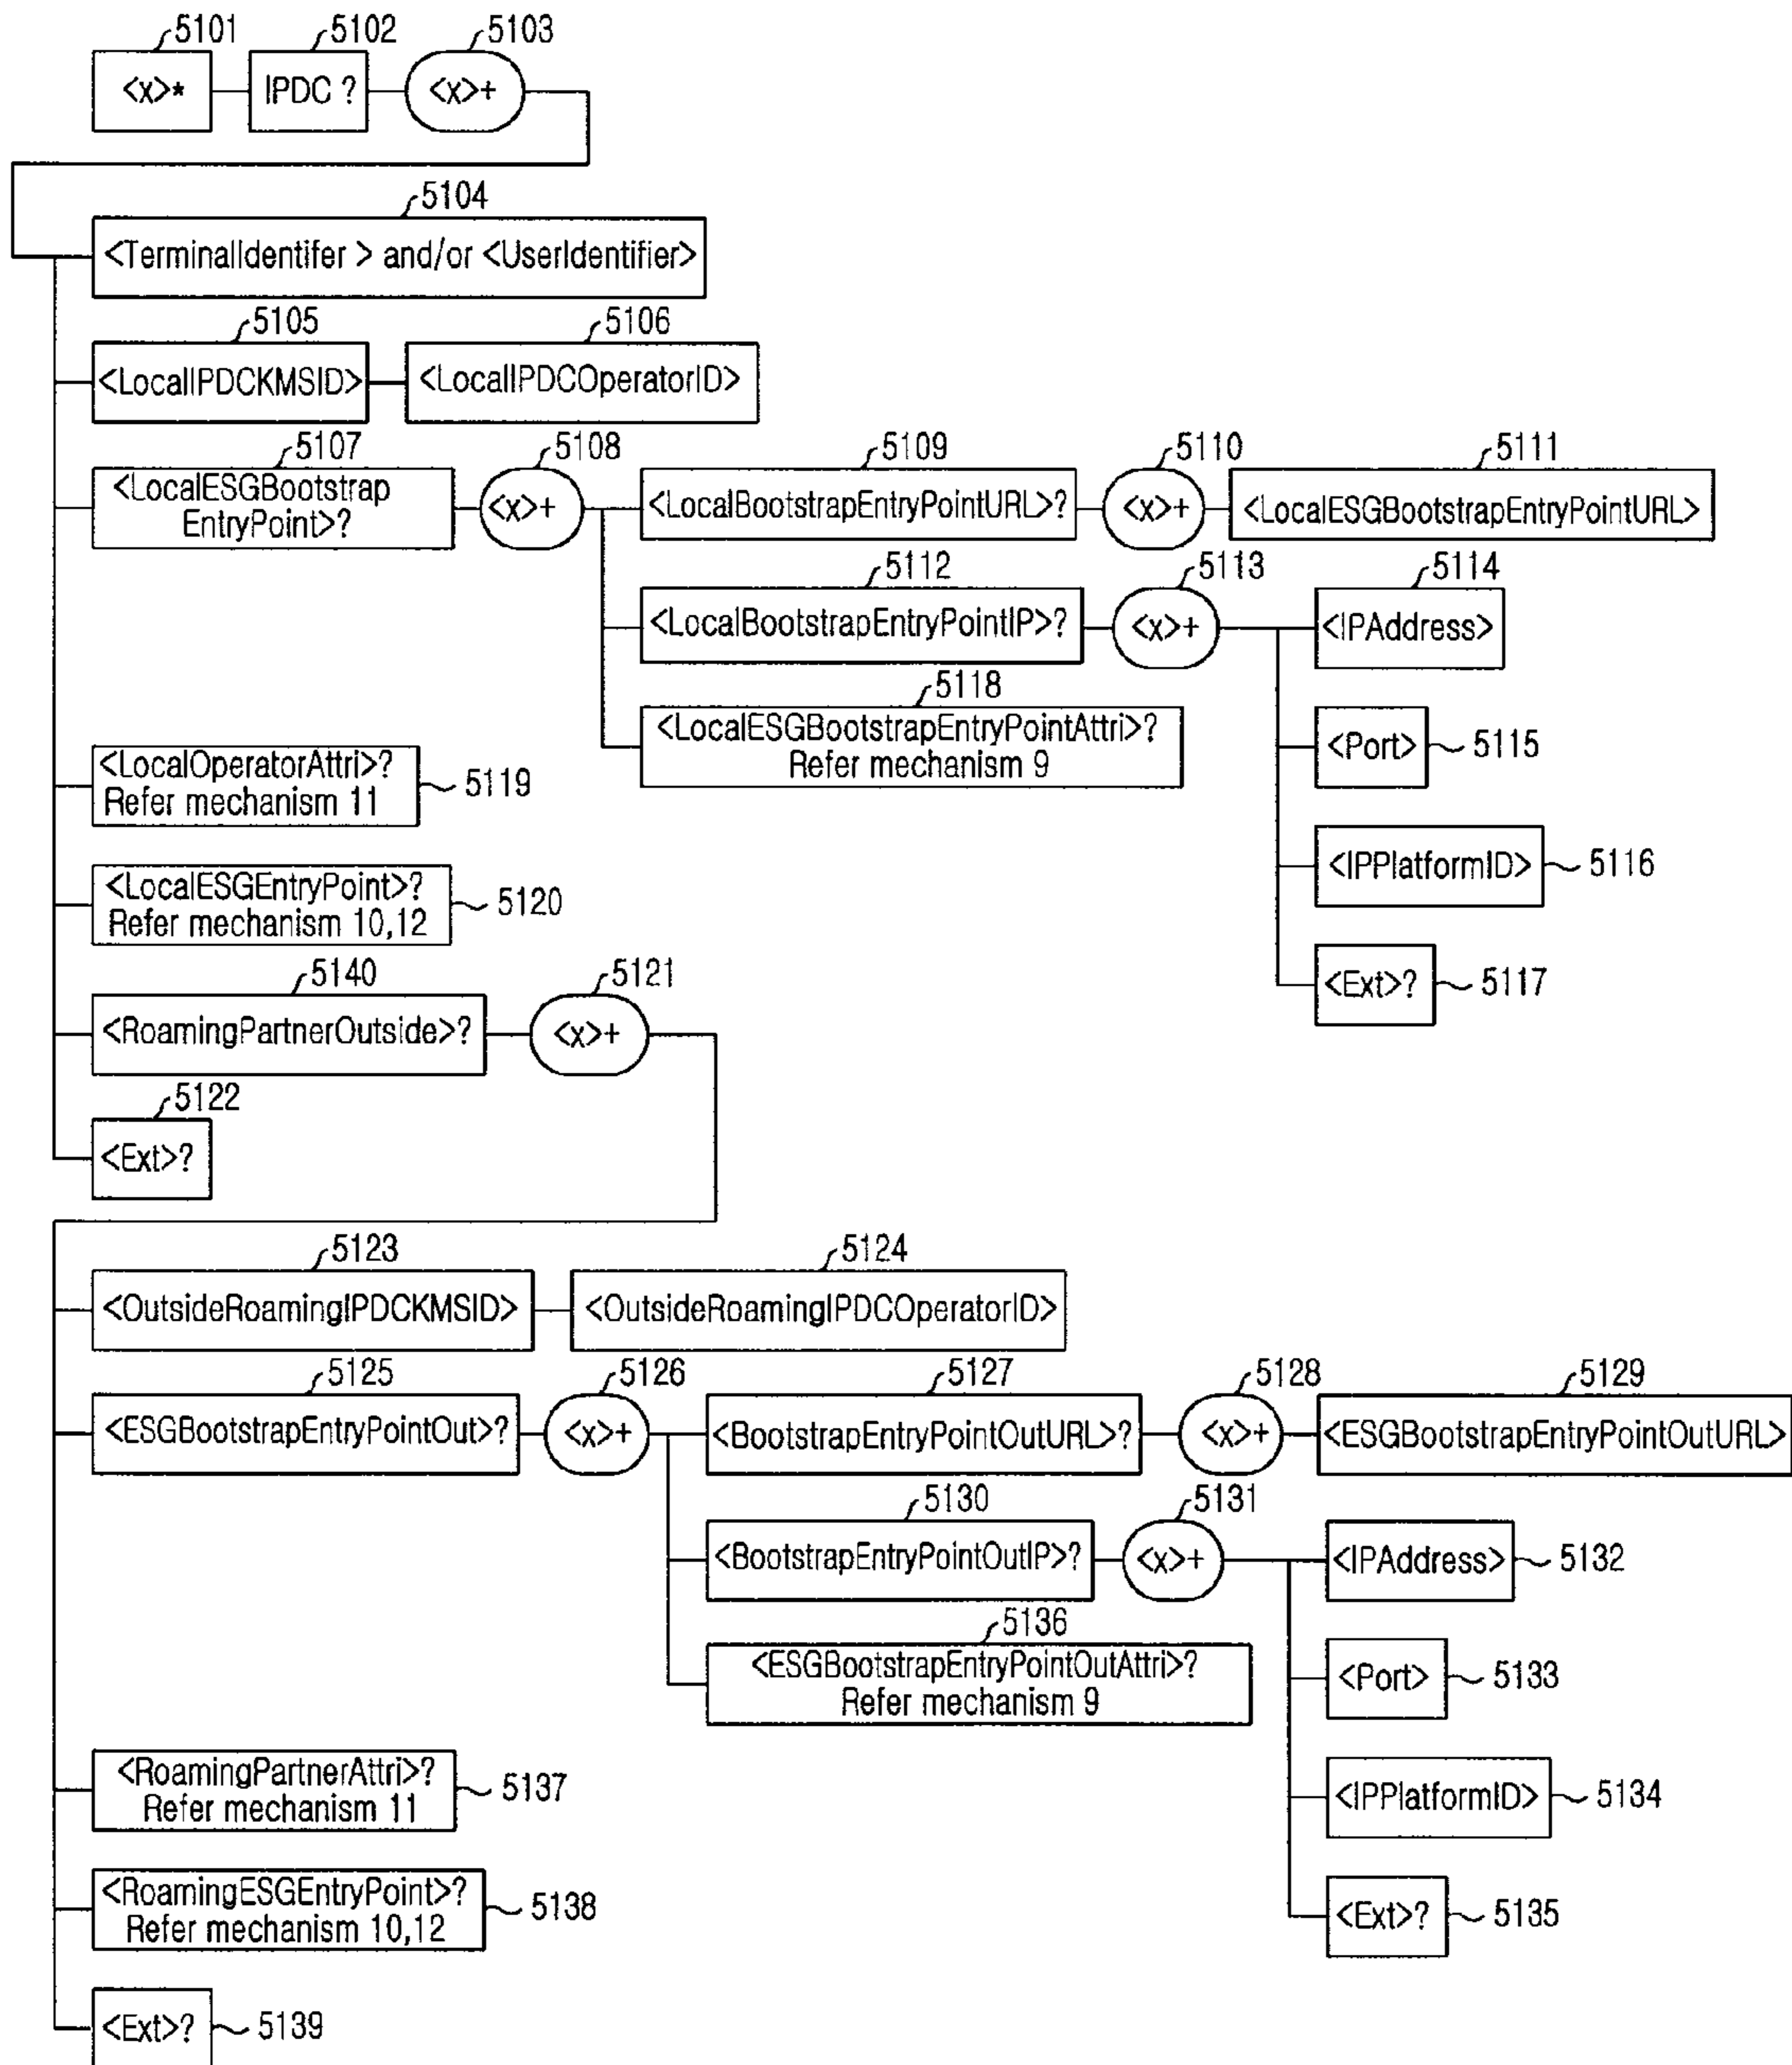 5101
5102
5103
<x>*
IPDC ?
<x>+
5104
<TerminalIdentifer > and/or <UserIdentifier>
5105
5106
<LocalIPDCKMSID>
<LocalIPDCOperatorID>
5107
5108
5109
5110
5111
<LocalESGBootstrap
EntryPoint>?
<x>+
<LocalBootstrapEntryPointURL>?
<x>+
<LocalESGBootstrapEntryPointURL>
5112
5113
5114
<LocalBootstrapEntryPointIP>?
<x>+
<IPAddress>
5118
<LocalESGBootstrapEntryPointAttri>?
Refer mechanism 9
<Port>
5115
<LocalOperatorAttri>?
Refer mechanism 11
5119
<IPPlatformID>
5116
<LocalESGEntryPoint>?
Refer mechanism 10,12
5120
<Ext>?
5117
5140
5121
<RoamingPartnerOutside>?
<x>+
5122
<Ext>?
5123
5124
<OutsideRoamingIPDCKMSID>
<OutsideRoamingIPDCOperatorID>
5125
5126
5127
5128
5129
<ESGBootstrapEntryPointOut>?
<x>+
<BootstrapEntryPointOutURL>?
<x>+
<ESGBootstrapEntryPointOutURL>
5130
5131
<BootstrapEntryPointOutIP>?
<x>+
<IPAddress>
5132
5136
<ESGBootstrapEntryPointOutAttri>?
Refer mechanism 9
<Port>
5133
<RoamingPartnerAttri>?
Refer mechanism 11
5137
<IPPlatformID>
5134
<RoamingESGEntryPoint>?
Refer mechanism 10,12
5138
<Ext>?
5135
<Ext>?
5139